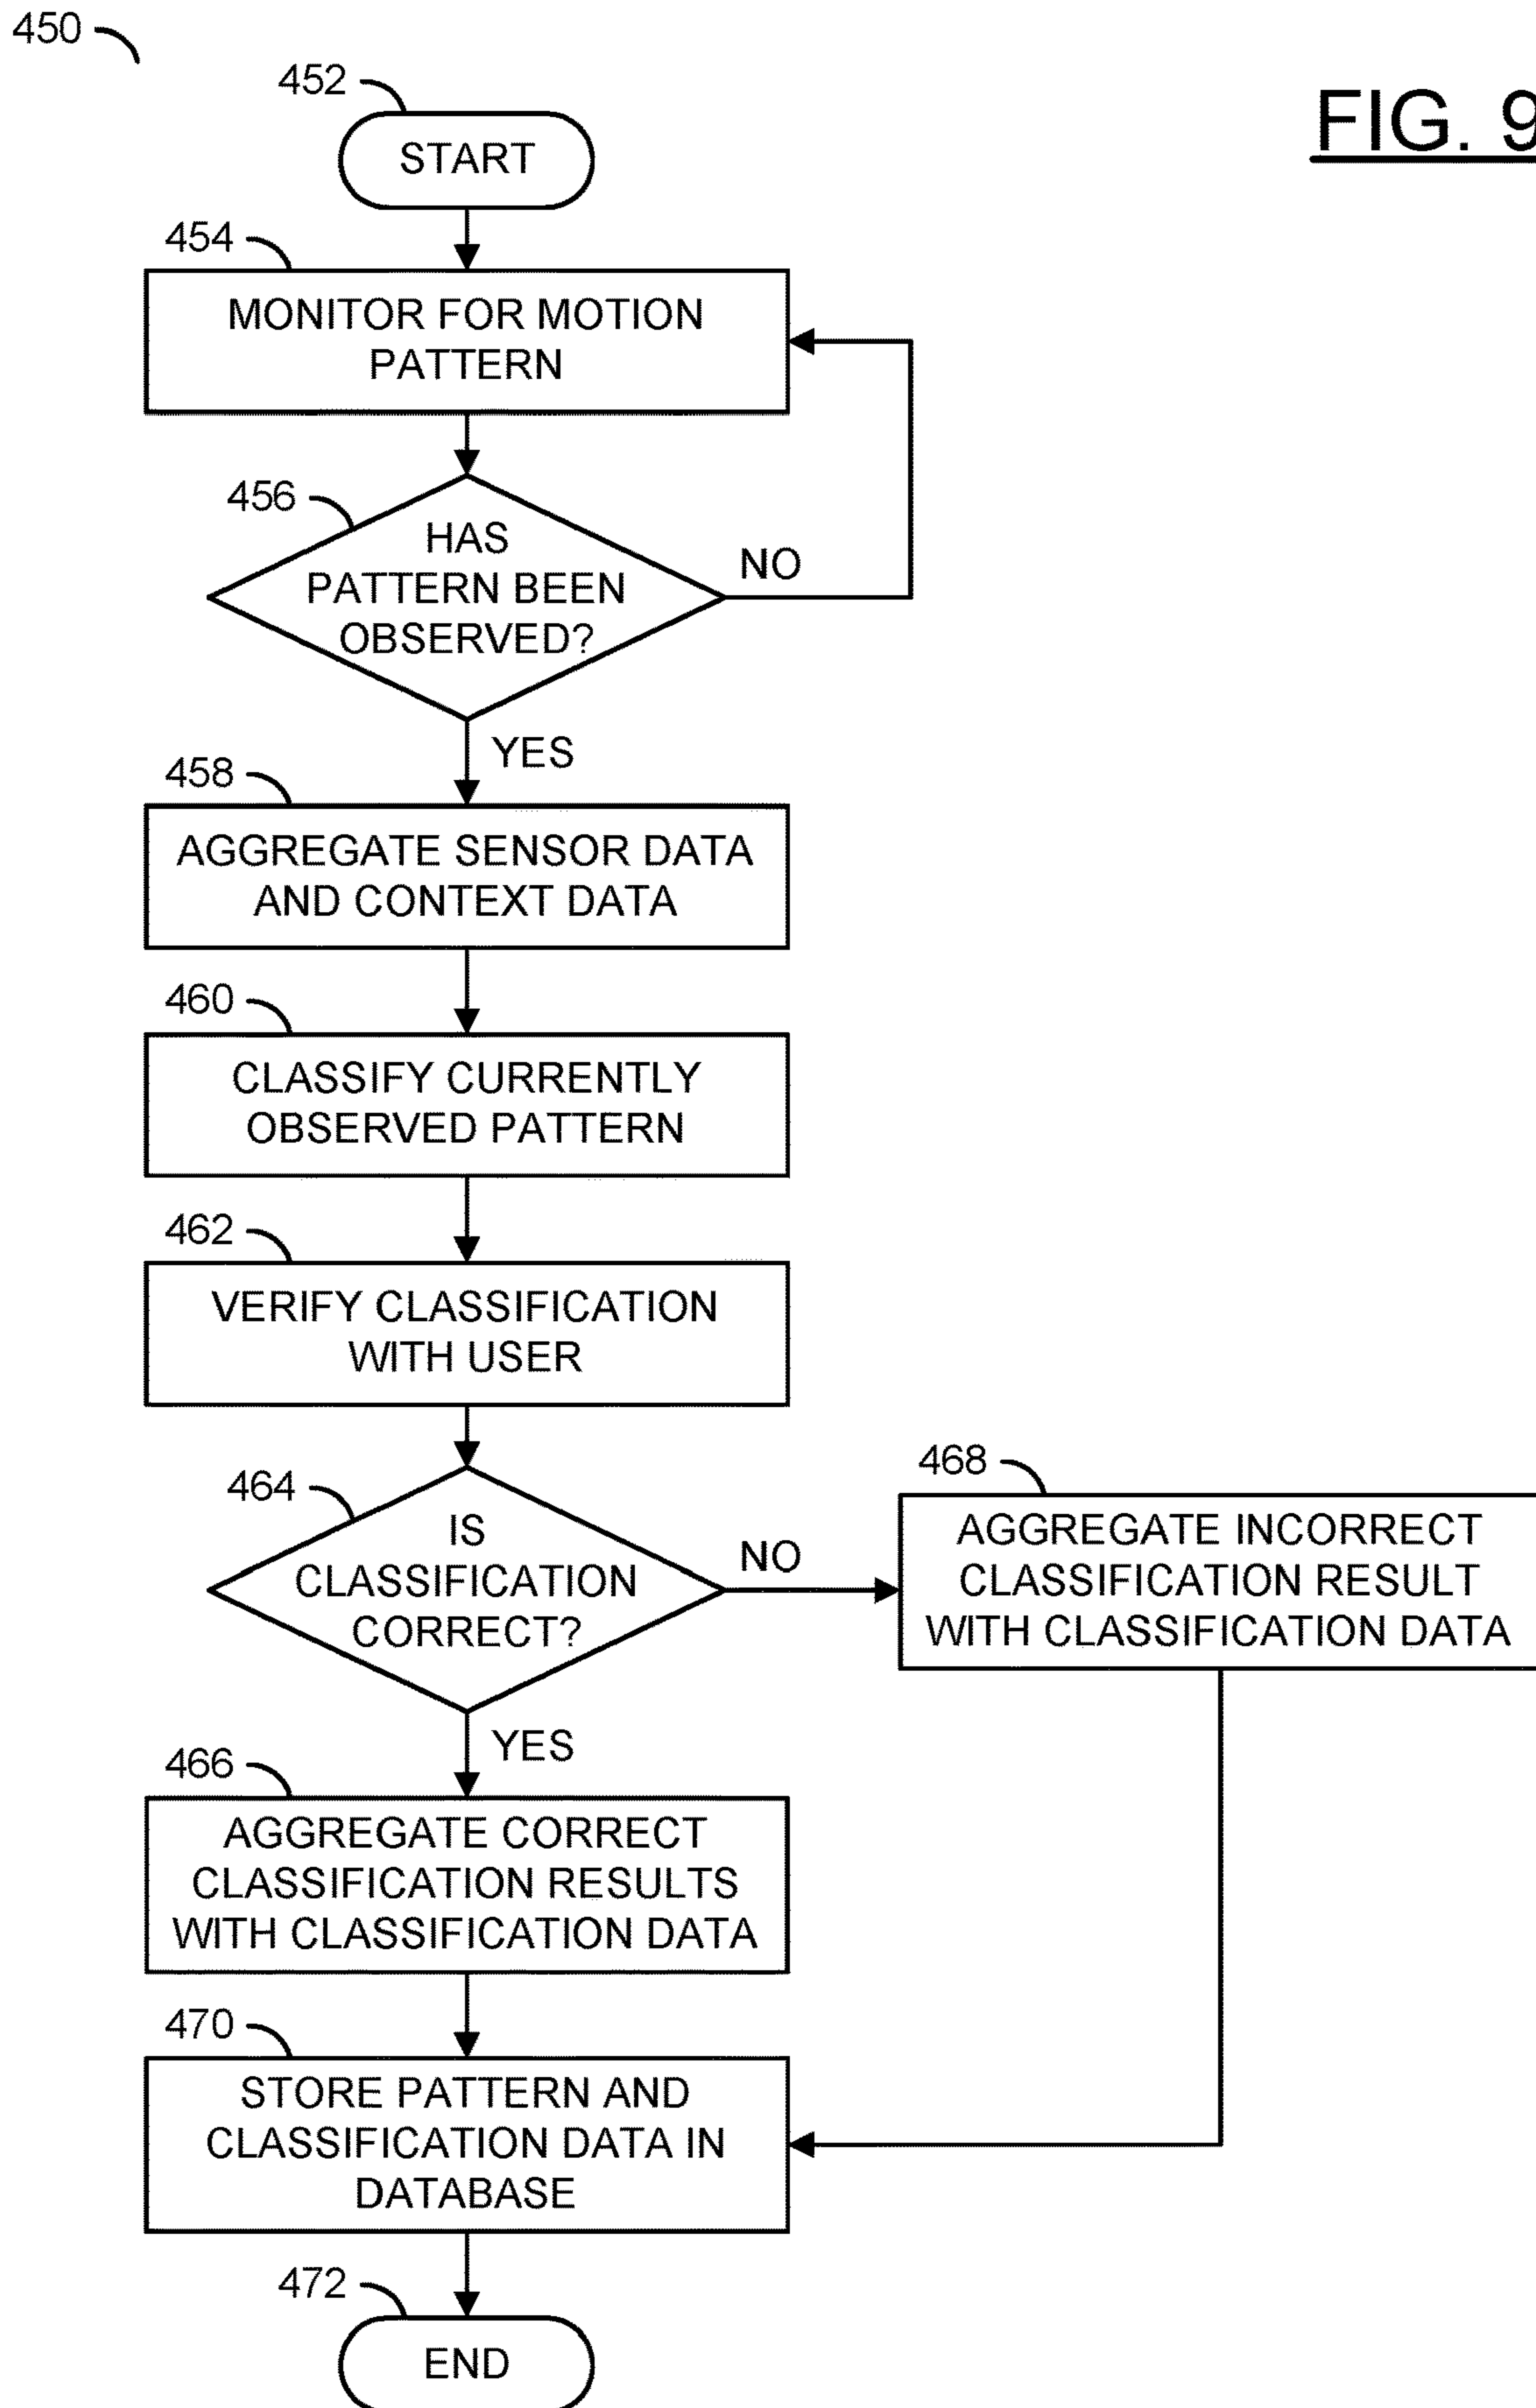 450
452
FIG. 9
START
454
MONITOR FOR MOTION
PATTERN
456
HAS
PATTERN BEEN
OBSERVED?
NO
YES
458
AGGREGATE SENSOR DATA
AND CONTEXT DATA
460
CLASSIFY CURRENTLY
OBSERVED PATTERN
462
VERIFY CLASSIFICATION
WITH USER
464
IS
CLASSIFICATION
CORRECT?
NO
468
AGGREGATE INCORRECT
CLASSIFICATION RESULT
WITH CLASSIFICATION DATA
YES
466
AGGREGATE CORRECT
CLASSIFICATION RESULTS
WITH CLASSIFICATION DATA
470
STORE PATTERN AND
CLASSIFICATION DATA IN
DATABASE
472
END